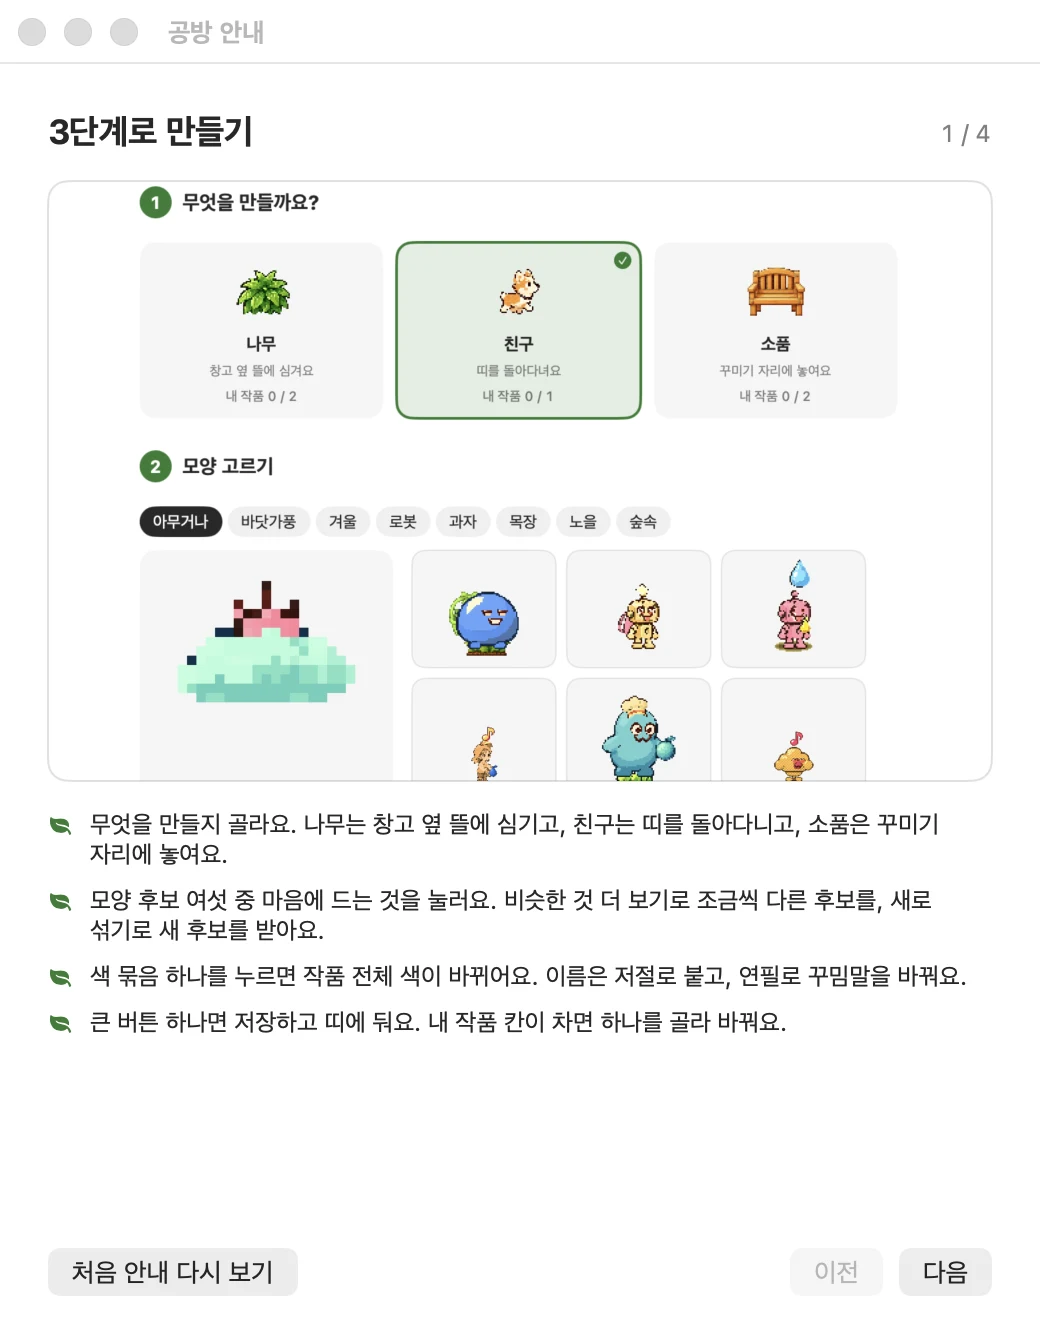 공방 안내
3단계로 만들기
1 / 4
1 무엇을 만들까요?
나무
창고 옆 뜰에 심겨요
내 작품 0 / 2
친구
띠를 돌아다녀요
내 작품 0 / 1
소품
꾸미기 자리에 놓여요
내 작품 0 / 2
2 모양 고르기
아무거나 바닷가풍 겨울 로봇 과자 목장 노을 숲속
무엇을 만들지 골라요. 나무는 창고 옆 뜰에 심기고, 친구는 띠를 돌아다니고, 소품은 꾸미기
자리에 놓여요.
모양 후보 여섯 중 마음에 드는 것을 눌러요. 비슷한 것 더 보기로 조금씩 다른 후보를, 새로
섞기로 새 후보를 받아요.
색 묶음 하나를 누르면 작품 전체 색이 바뀌어요. 이름은 저절로 붙고, 연필로 꾸밈말을 바꿔요.
큰 버튼 하나면 저장하고 띠에 둬요. 내 작품 칸이 차면 하나를 골라 바꿔요.
처음 안내 다시 보기
이전
다음